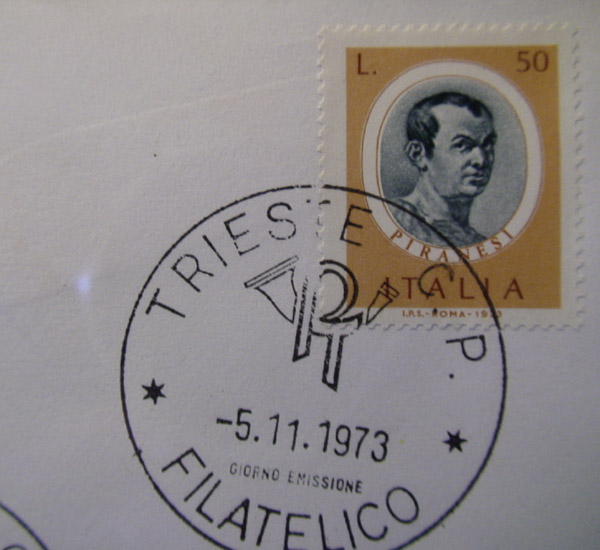 L. 50
PIRANESI
ITALIA
I.P.S. - ROMA - 1973
TRIESTE C. P.
-5.11.1973
GIORNO EMISSIONE
FILATELICO